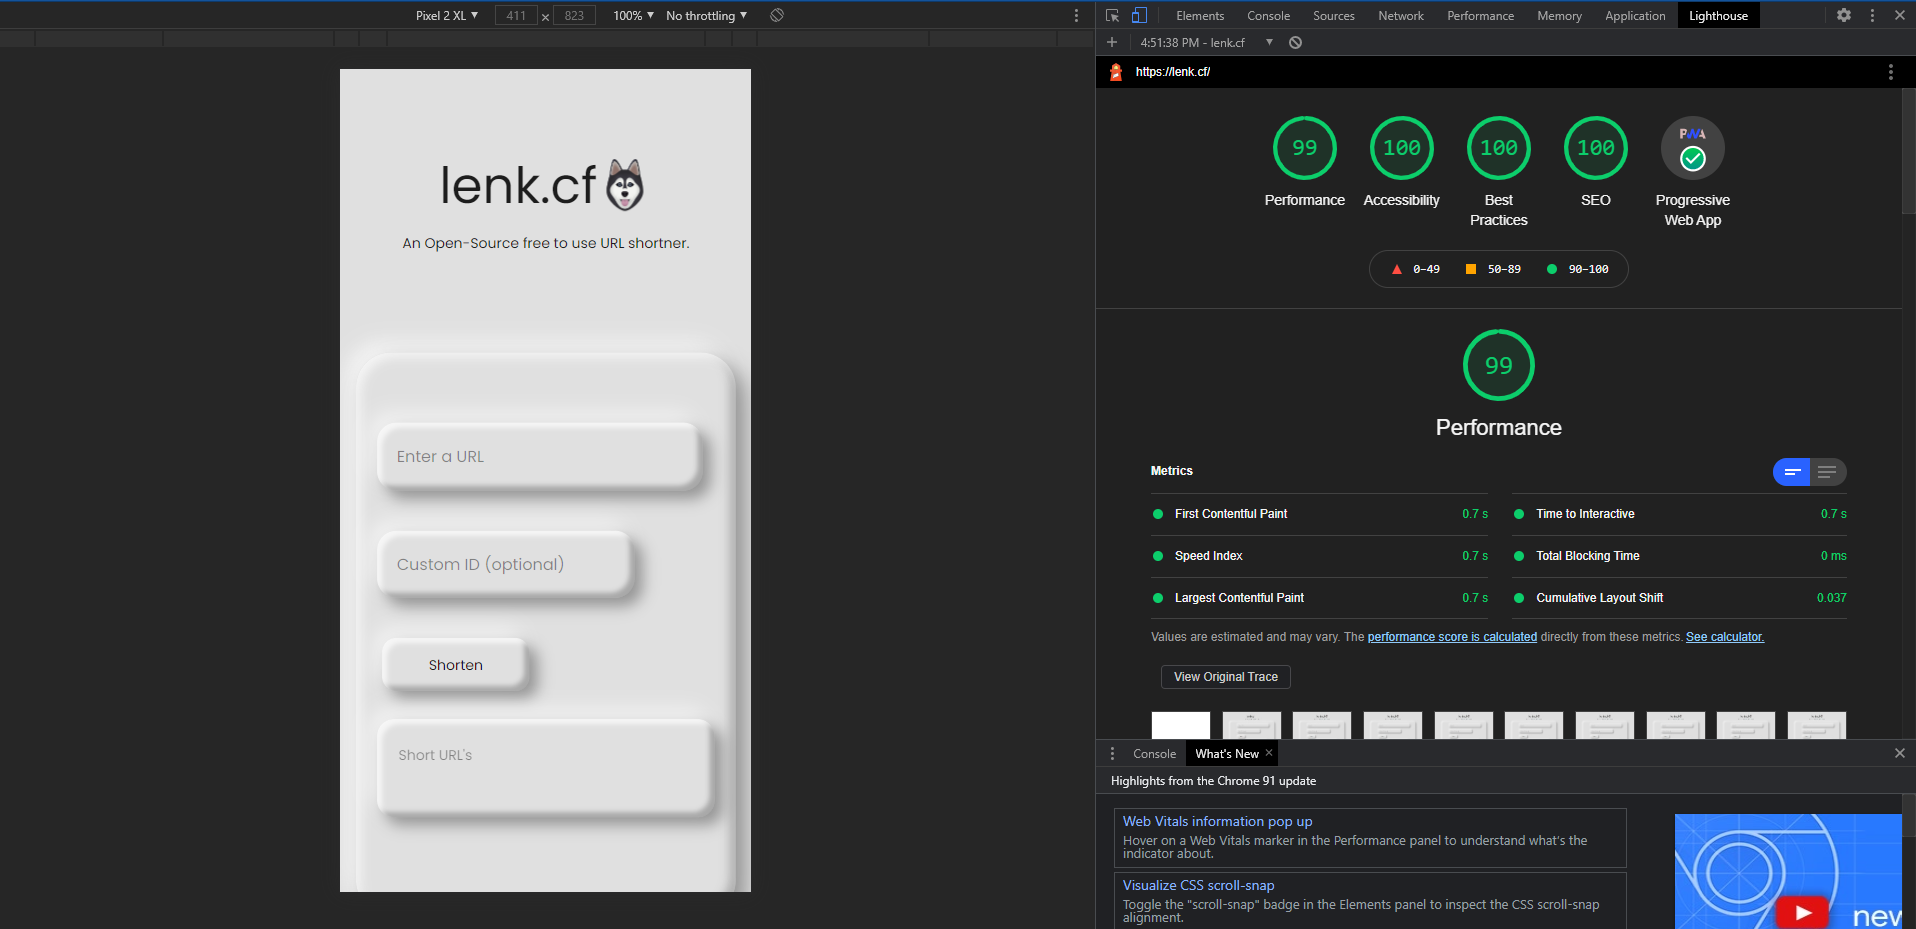 Pixel 2 XL ▼ 411 × 823 100% ▼ No throttling ▼
lenk.cf
An Open-Source free to use URL shortner.
Enter a URL
Custom ID (optional)
Shorten
Short URL's
Elements Console Sources Network Performance Memory Application Lighthouse
4:51:38 PM - lenk.cf
https://lenk.cf/
99 100 100 100 PWA
Performance Accessibility Best Practices SEO Progressive Web App
0–49 50–89 90–100
99
Performance
Metrics
First Contentful Paint 0.7 s Time to Interactive 0.7 s
Speed Index 0.7 s Total Blocking Time 0 ms
Largest Contentful Paint 0.7 s Cumulative Layout Shift 0.037
Values are estimated and may vary. The performance score is calculated directly from these metrics. See calculator.
View Original Trace
Console What's New ×
Highlights from the Chrome 91 update
Web Vitals information pop up
Hover on a Web Vitals marker in the Performance panel to understand what's the
indicator about.
Visualize CSS scroll-snap
Toggle the "scroll-snap" badge in the Elements panel to inspect the CSS scroll-snap
alignment.
new